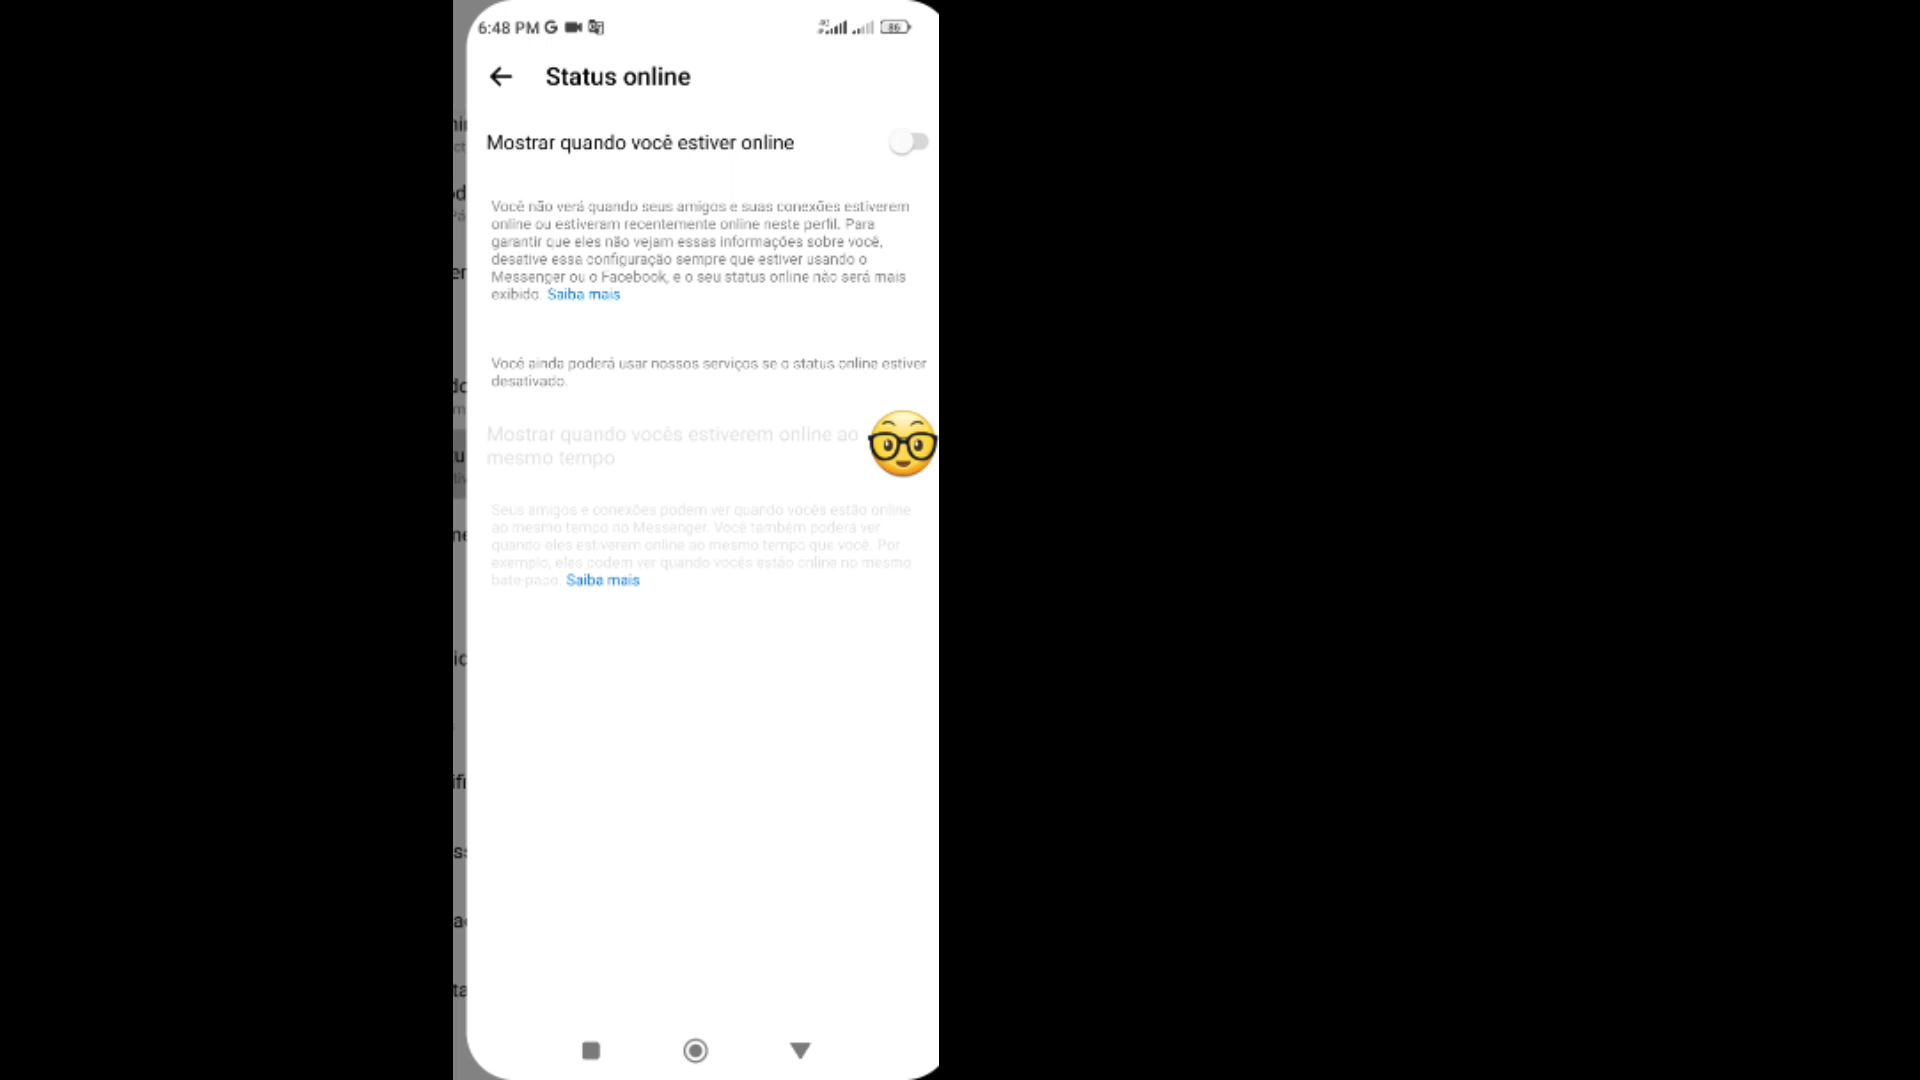 6:48 PM
4G
86
Status online
Mostrar quando você estiver online
Você não verá quando seus amigos e suas conexões estiverem
online ou estiveram recentemente online neste perfil. Para
garantir que eles não vejam essas informações sobre você,
desative essa configuração sempre que estiver usando o
Messenger ou o Facebook, e o seu status online não será mais
exibido. Saiba mais
Você ainda poderá usar nossos serviços se o status online estiver
desativado.
Mostrar quando vocês estiverem online ao
mesmo tempo
Seus amigos e conexões podem ver quando vocês estão online
ao mesmo tempo no Messenger. Você também poderá ver
quando eles estiverem online ao mesmo tempo que você. Por
exemplo, eles podem ver quando vocês estão online no mesmo
bate-papo. Saiba mais